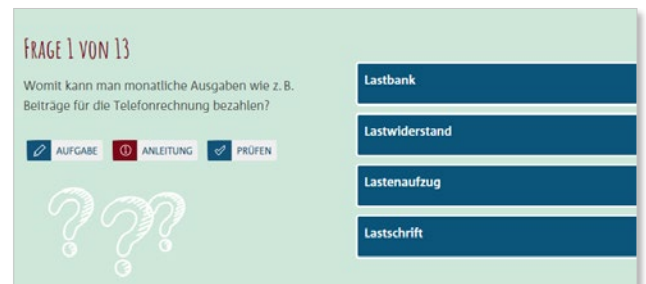 FRAGE 1 VON 13
Womit kann man monatliche Ausgaben wie z. B.
Beiträge für die Telefonrechnung bezahlen?
AUFGABE ANLEITUNG PRÜFEN
Lastbank
Lastwiderstand
Lastenaufzug
Lastschrift